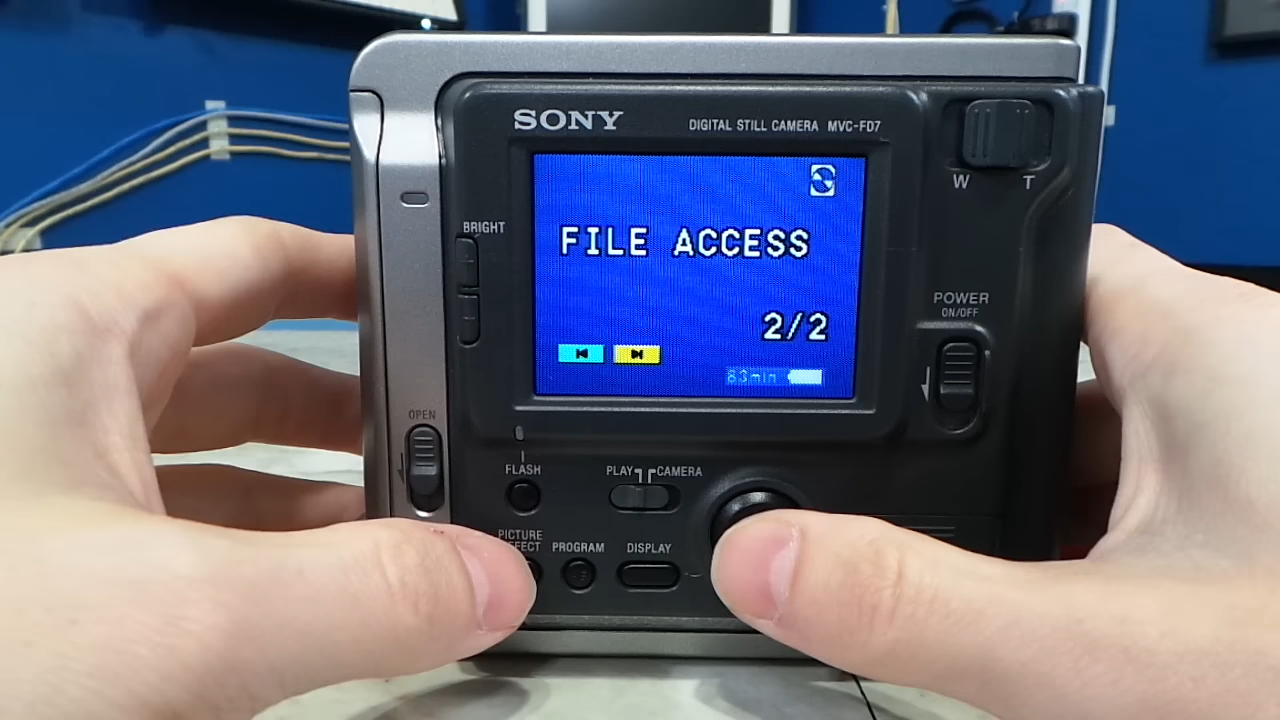 SONY
DIGITAL STILL CAMERA MVC-FD7
W T
BRIGHT
FILE ACCESS
2/2
83min
POWER
ON/OFF
OPEN
FLASH
PLAY CAMERA
PICTURE
EFFECT
PROGRAM
DISPLAY